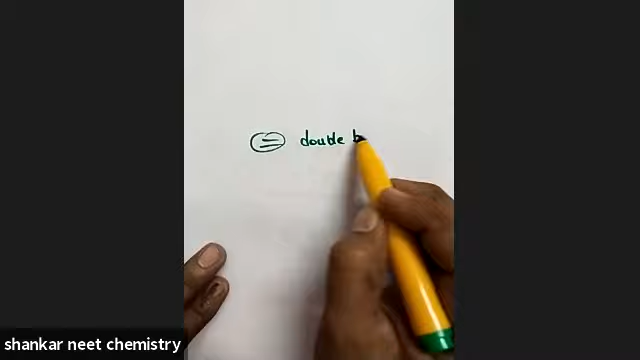 = double b
shankar neet chemistry